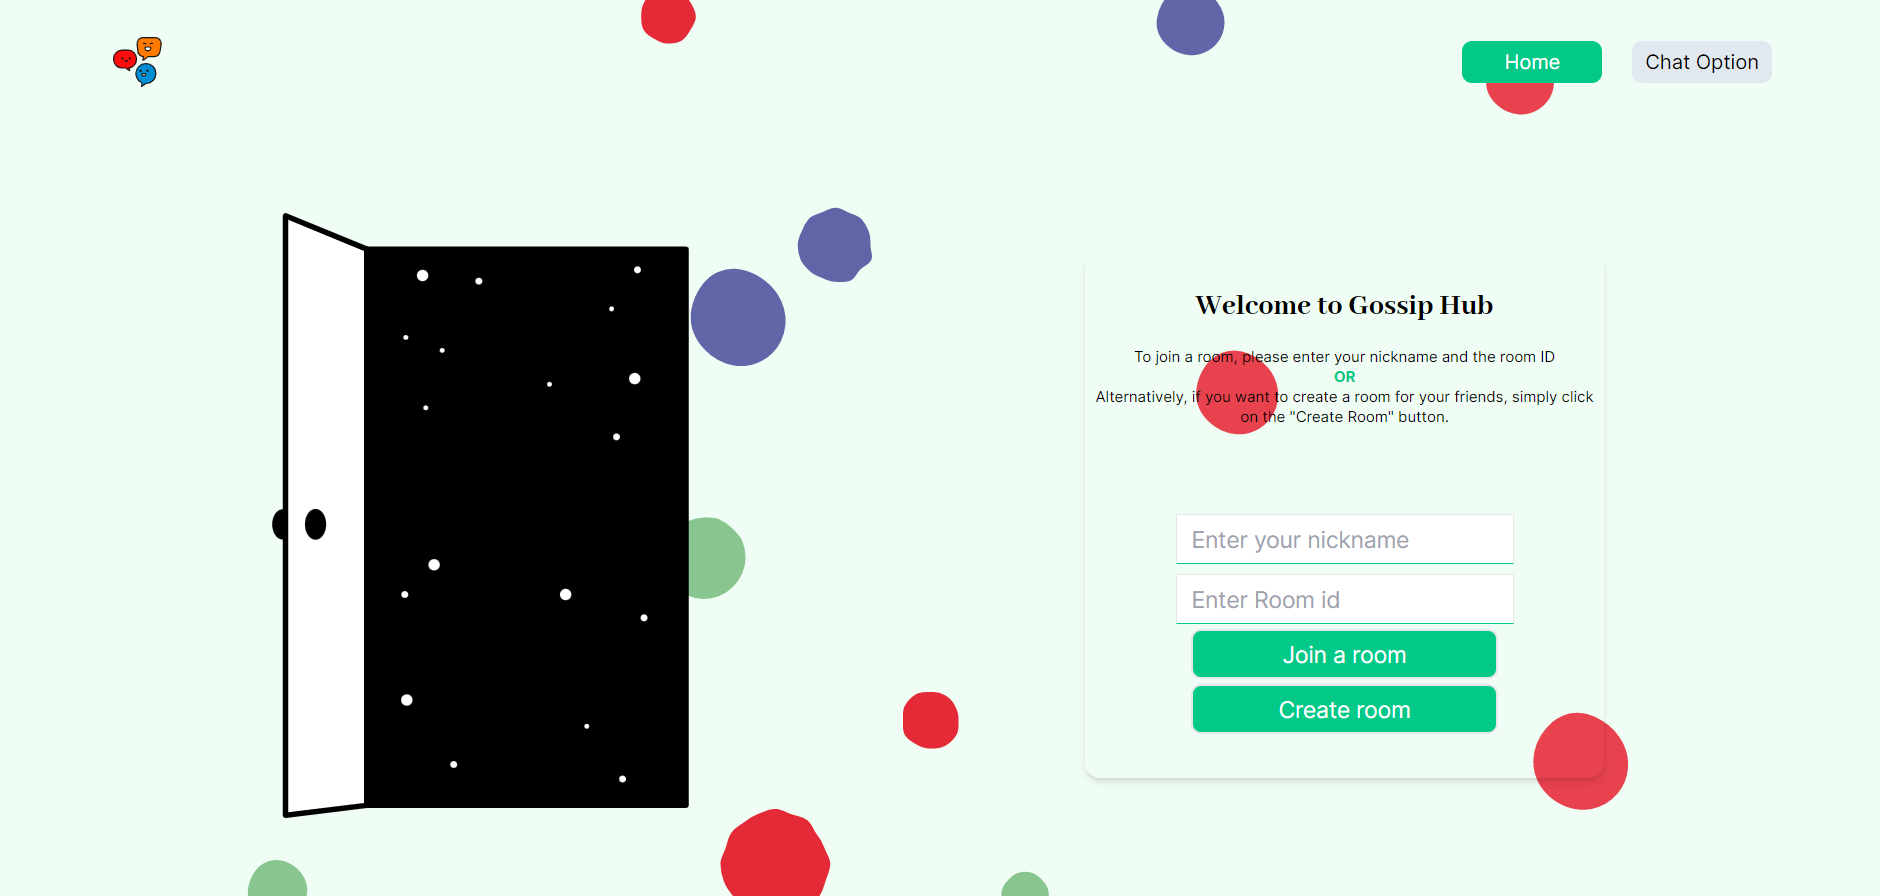 Home
Chat Option
Welcome to Gossip Hub
To join a room, please enter your nickname and the room ID
OR
Alternatively, if you want to create a room for your friends, simply click
on the "Create Room" button.
Enter your nickname
Enter Room id
Join a room
Create room